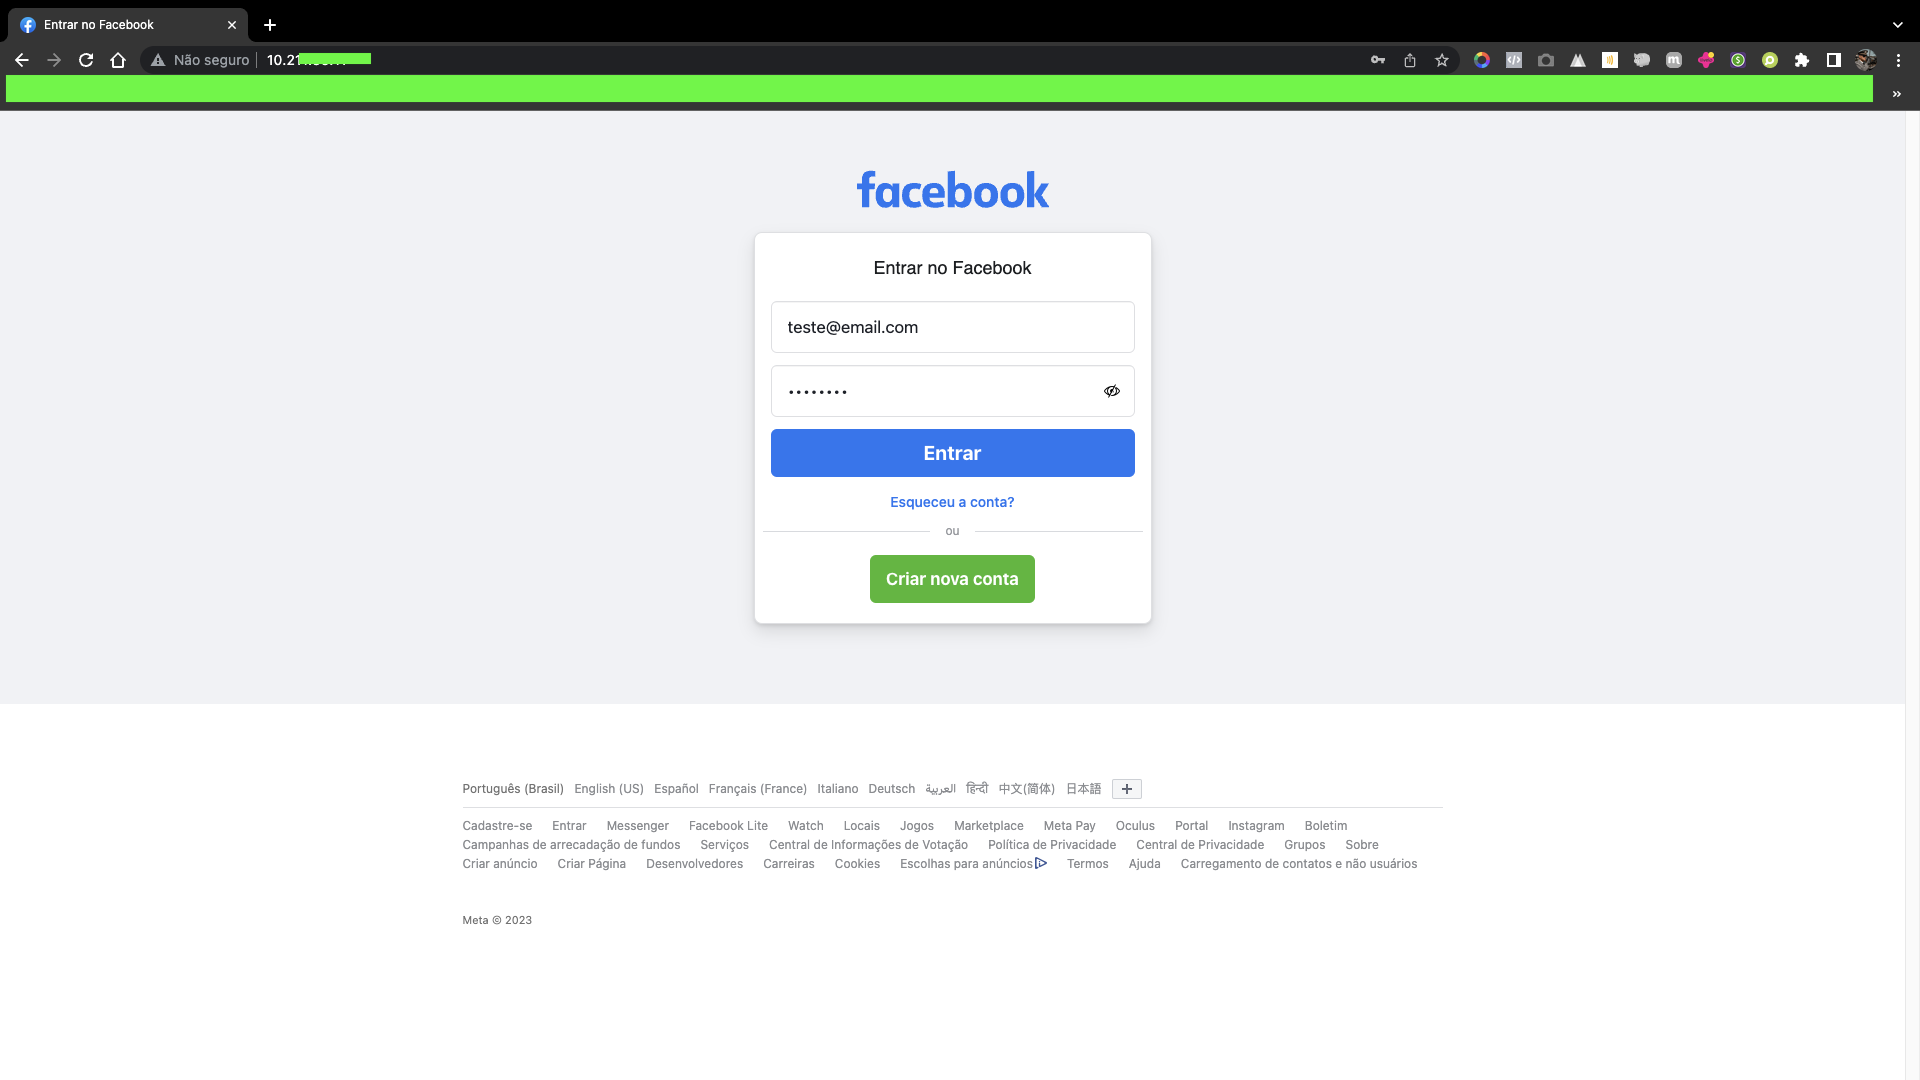 Entrar no Facebook
Não seguro
facebook
Entrar no Facebook
teste@email.com
Entrar
Esqueceu a conta?
ou
Criar nova conta
Português (Brasil) English (US) Español Français (France) Italiano Deutsch العربية हिन्दी 中文(简体) 日本語
Cadastre-se Entrar Messenger Facebook Lite Watch Locais Jogos Marketplace Meta Pay Oculus Portal Instagram Boletim
Campanhas de arrecadação de fundos Serviços Central de Informações de Votação Política de Privacidade Central de Privacidade Grupos Sobre
Criar anúncio Criar Página Desenvolvedores Carreiras Cookies Escolhas para anúncios Termos Ajuda Carregamento de contatos e não usuários
Meta © 2023